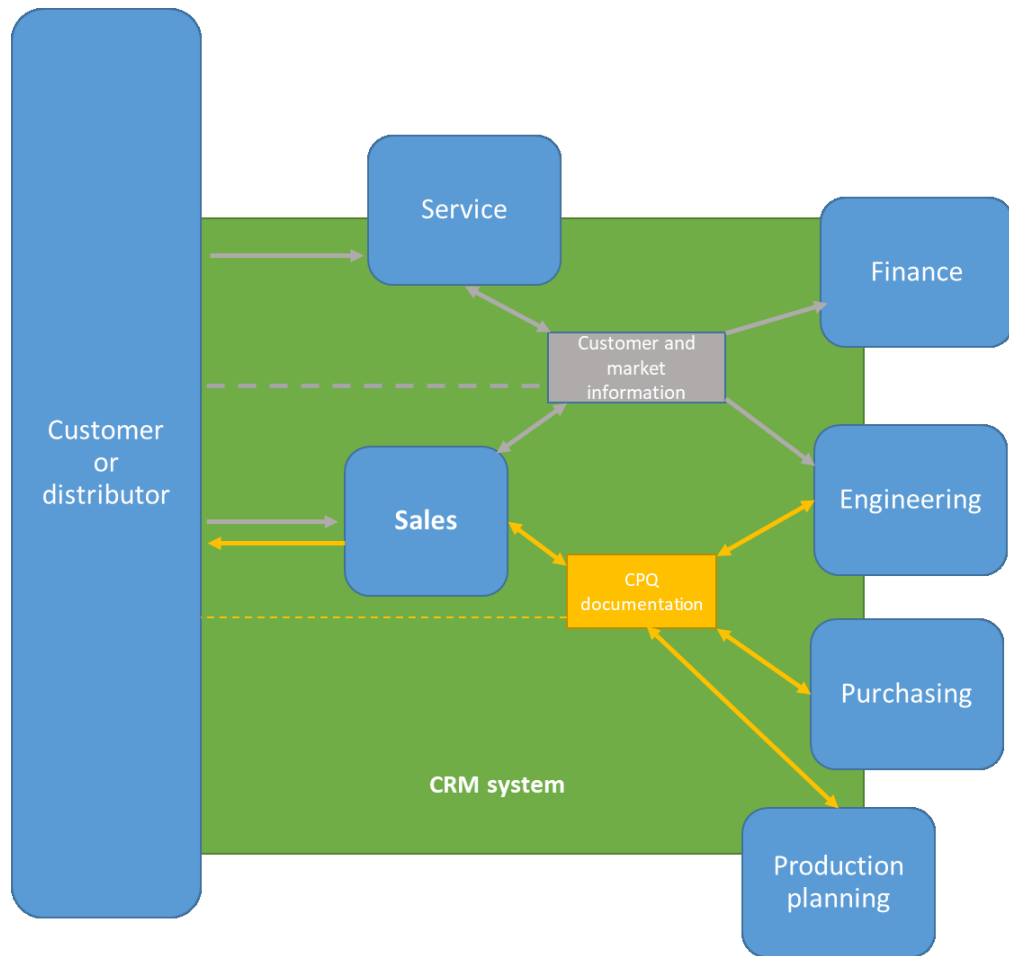 Service
Finance
Customer and
market
information
Customer
or
distributor
Engineering
Sales
CPQ
documentation
Purchasing
CRM system
Production
planning